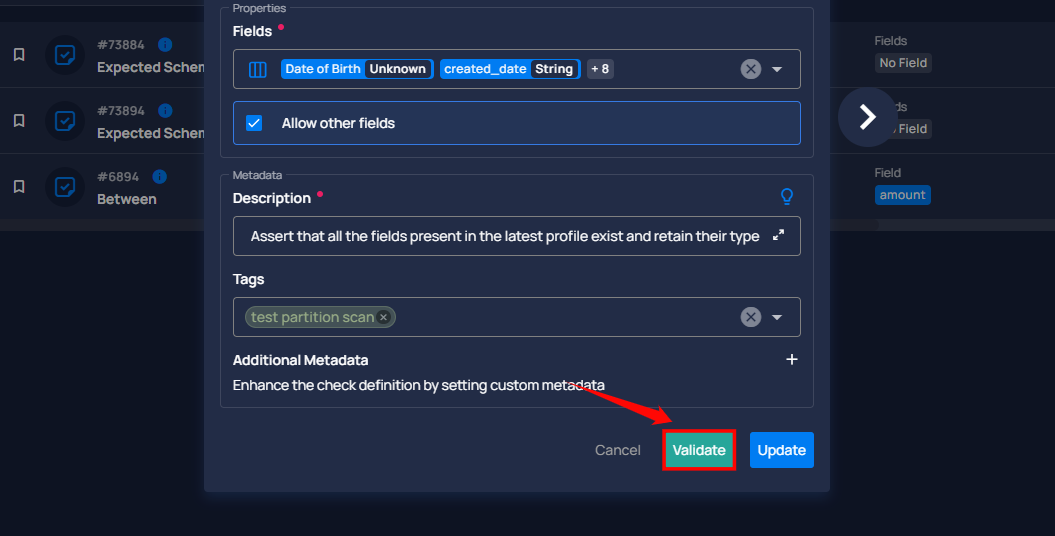 Properties
Fields
Date of Birth Unknown created_date String + 8
Allow other fields
Metadata
Description
Assert that all the fields present in the latest profile exist and retain their type
Tags
test partition scan
Additional Metadata
Enhance the check definition by setting custom metadata
Cancel Validate Update
#73884
Expected Schem
Fields
No Field
#73894
Expected Schem
ds
Field
#6894
Between
Field
amount